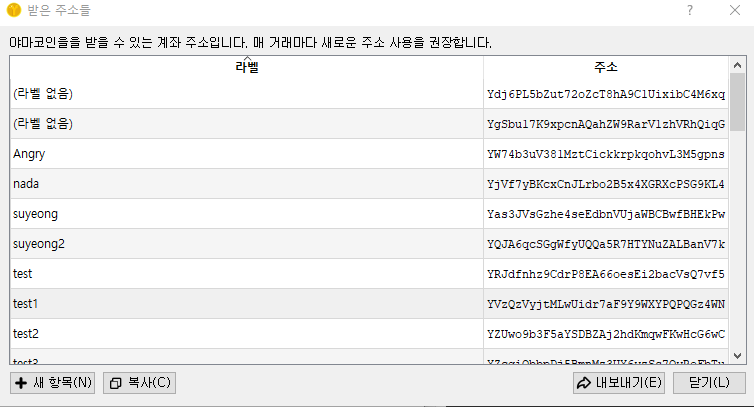 받은 주소들
야마코인을을 받을 수 있는 계좌 주소입니다. 매 거래마다 새로운 주소 사용을 권장합니다.
라벨 주소
(라벨 없음) Ydj6PL5bZut72oZcT8hA9C1UixibC4M6xq
(라벨 없음) YgSbul7K9xpcnAQahZW9RarVlzhVRhQiqG
Angry YW74b3uV38lMztCickkrpkqohvL3M5gpns
nada YjVf7yBKcxCnJLrbo2B5x4XGRXcPSG9KL4
suyeong Yas3JVsGzhe4seEdbnVUjaWBCBwfBHEkPw
suyeong2 YQJA6qcSGgWfyUQQa5R7HTYNuZALBanV7k
test YRJdfnhz9CdrP8EA66oesEi2bacVsQ7vf5
test1 YVzQzVyjtMLwUidr7aF9Y9WXYPQPQGz4WN
test2 YZUwo9b3F5aYSDBZAj2hdKmqwFKwHcG6wC
test3
새 항목(N) 복사(C) 내보내기(E) 닫기(L)